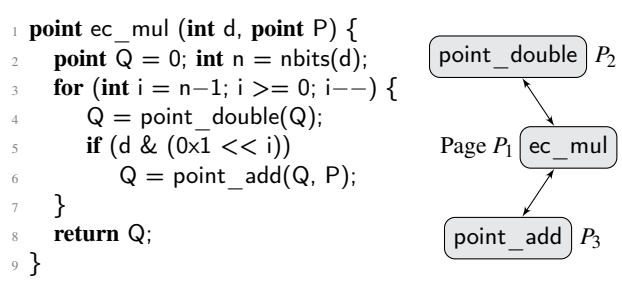 1 point ec_mul (int d, point P) {
2 point Q = 0; int n = nbits(d);
3 for (int i = n−1; i >= 0; i−−) {
4 Q = point_double(Q);
5 if (d & (0x1 << i))
6 Q = point_add(Q, P);
7 }
8 return Q;
9 }
point_double P2
Page P1 ec_mul
point_add P3